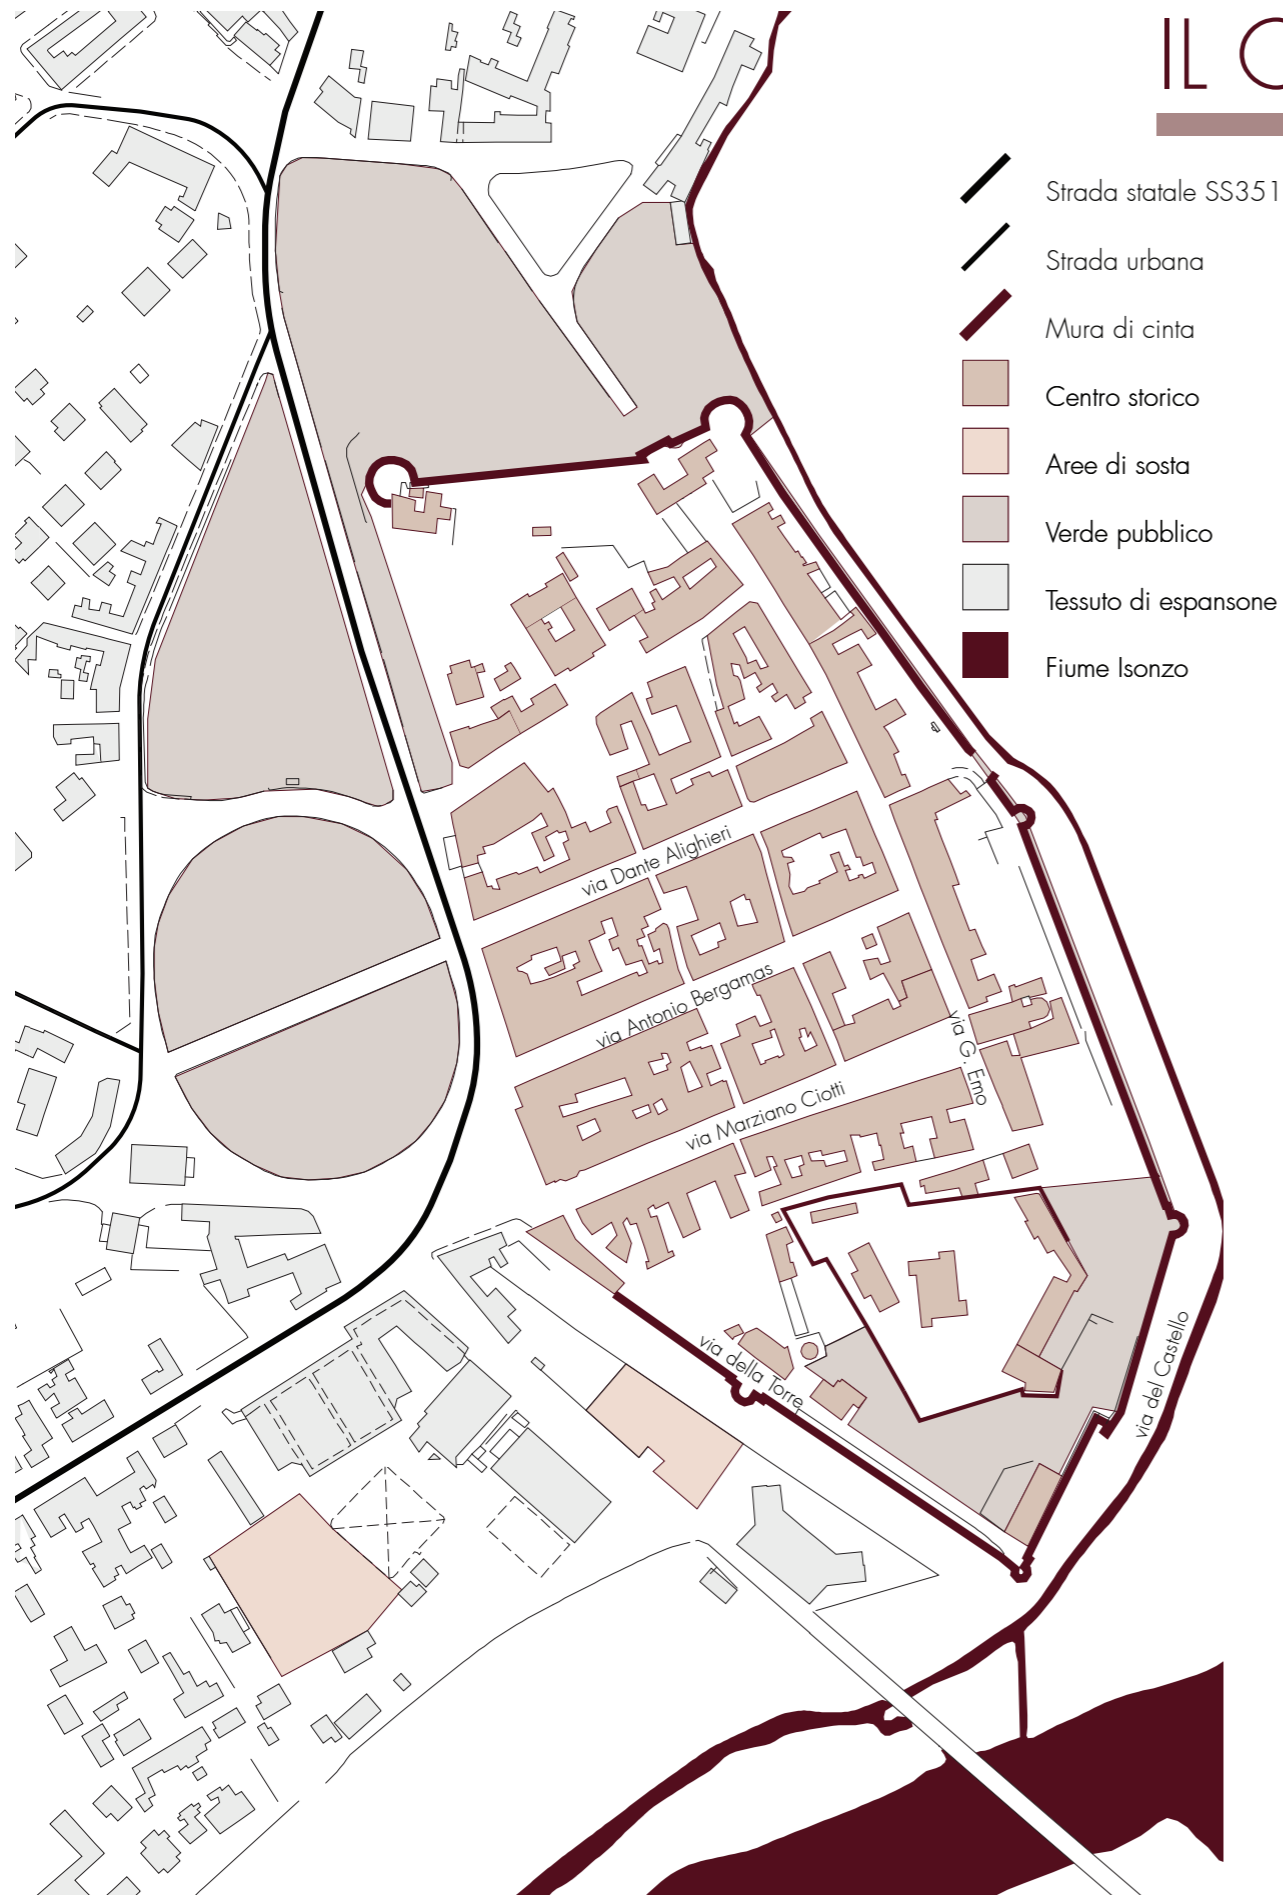 IL
Strada statale SS351
Strada urbana
Mura di cinta
Centro storico
Aree di sosta
Verde pubblico
Tessuto di espansone
Fiume Isonzo
via Dante Alighieri
via Antonio Bergamas
via G. Emo
via Marziano Ciotti
via della Torre
via del Castello